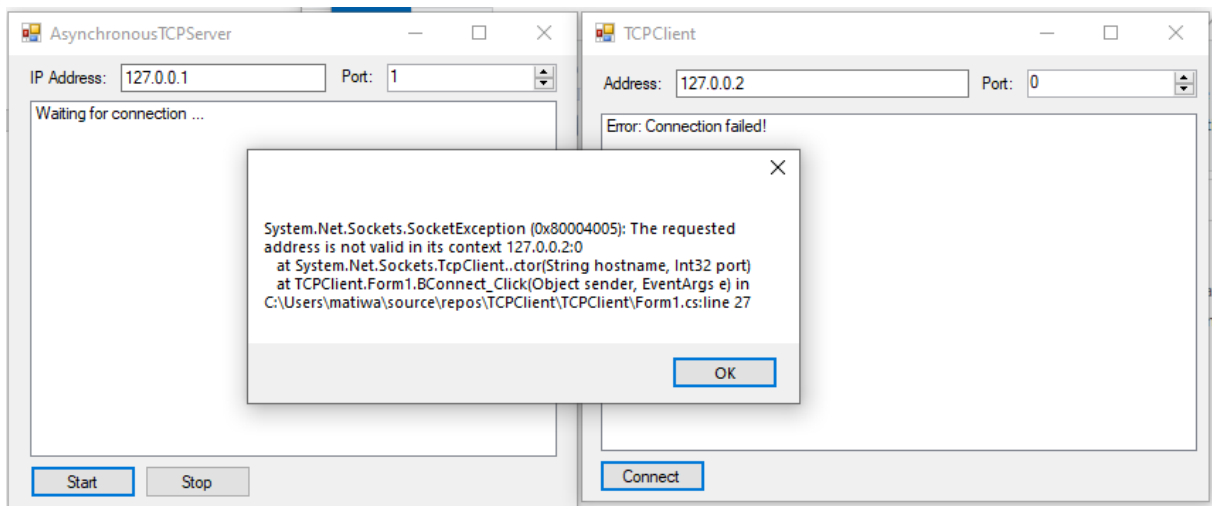 AsynchronousTCPServer
IP Address: 127.0.0.1 Port: 1
Waiting for connection ...
Start Stop
TCPClient
Address: 127.0.0.2 Port: 0
Error: Connection failed!
Connect
System.Net.Sockets.SocketException (0x80004005): The requested
address is not valid in its context 127.0.0.2:0
at System.Net.Sockets.TcpClient..ctor(String hostname, Int32 port)
at TCPClient.Form1.BConnect_Click(Object sender, EventArgs e) in
C:\Users\matiwa\source\repos\TCPClient\TCPClient\Form1.cs:line 27
OK